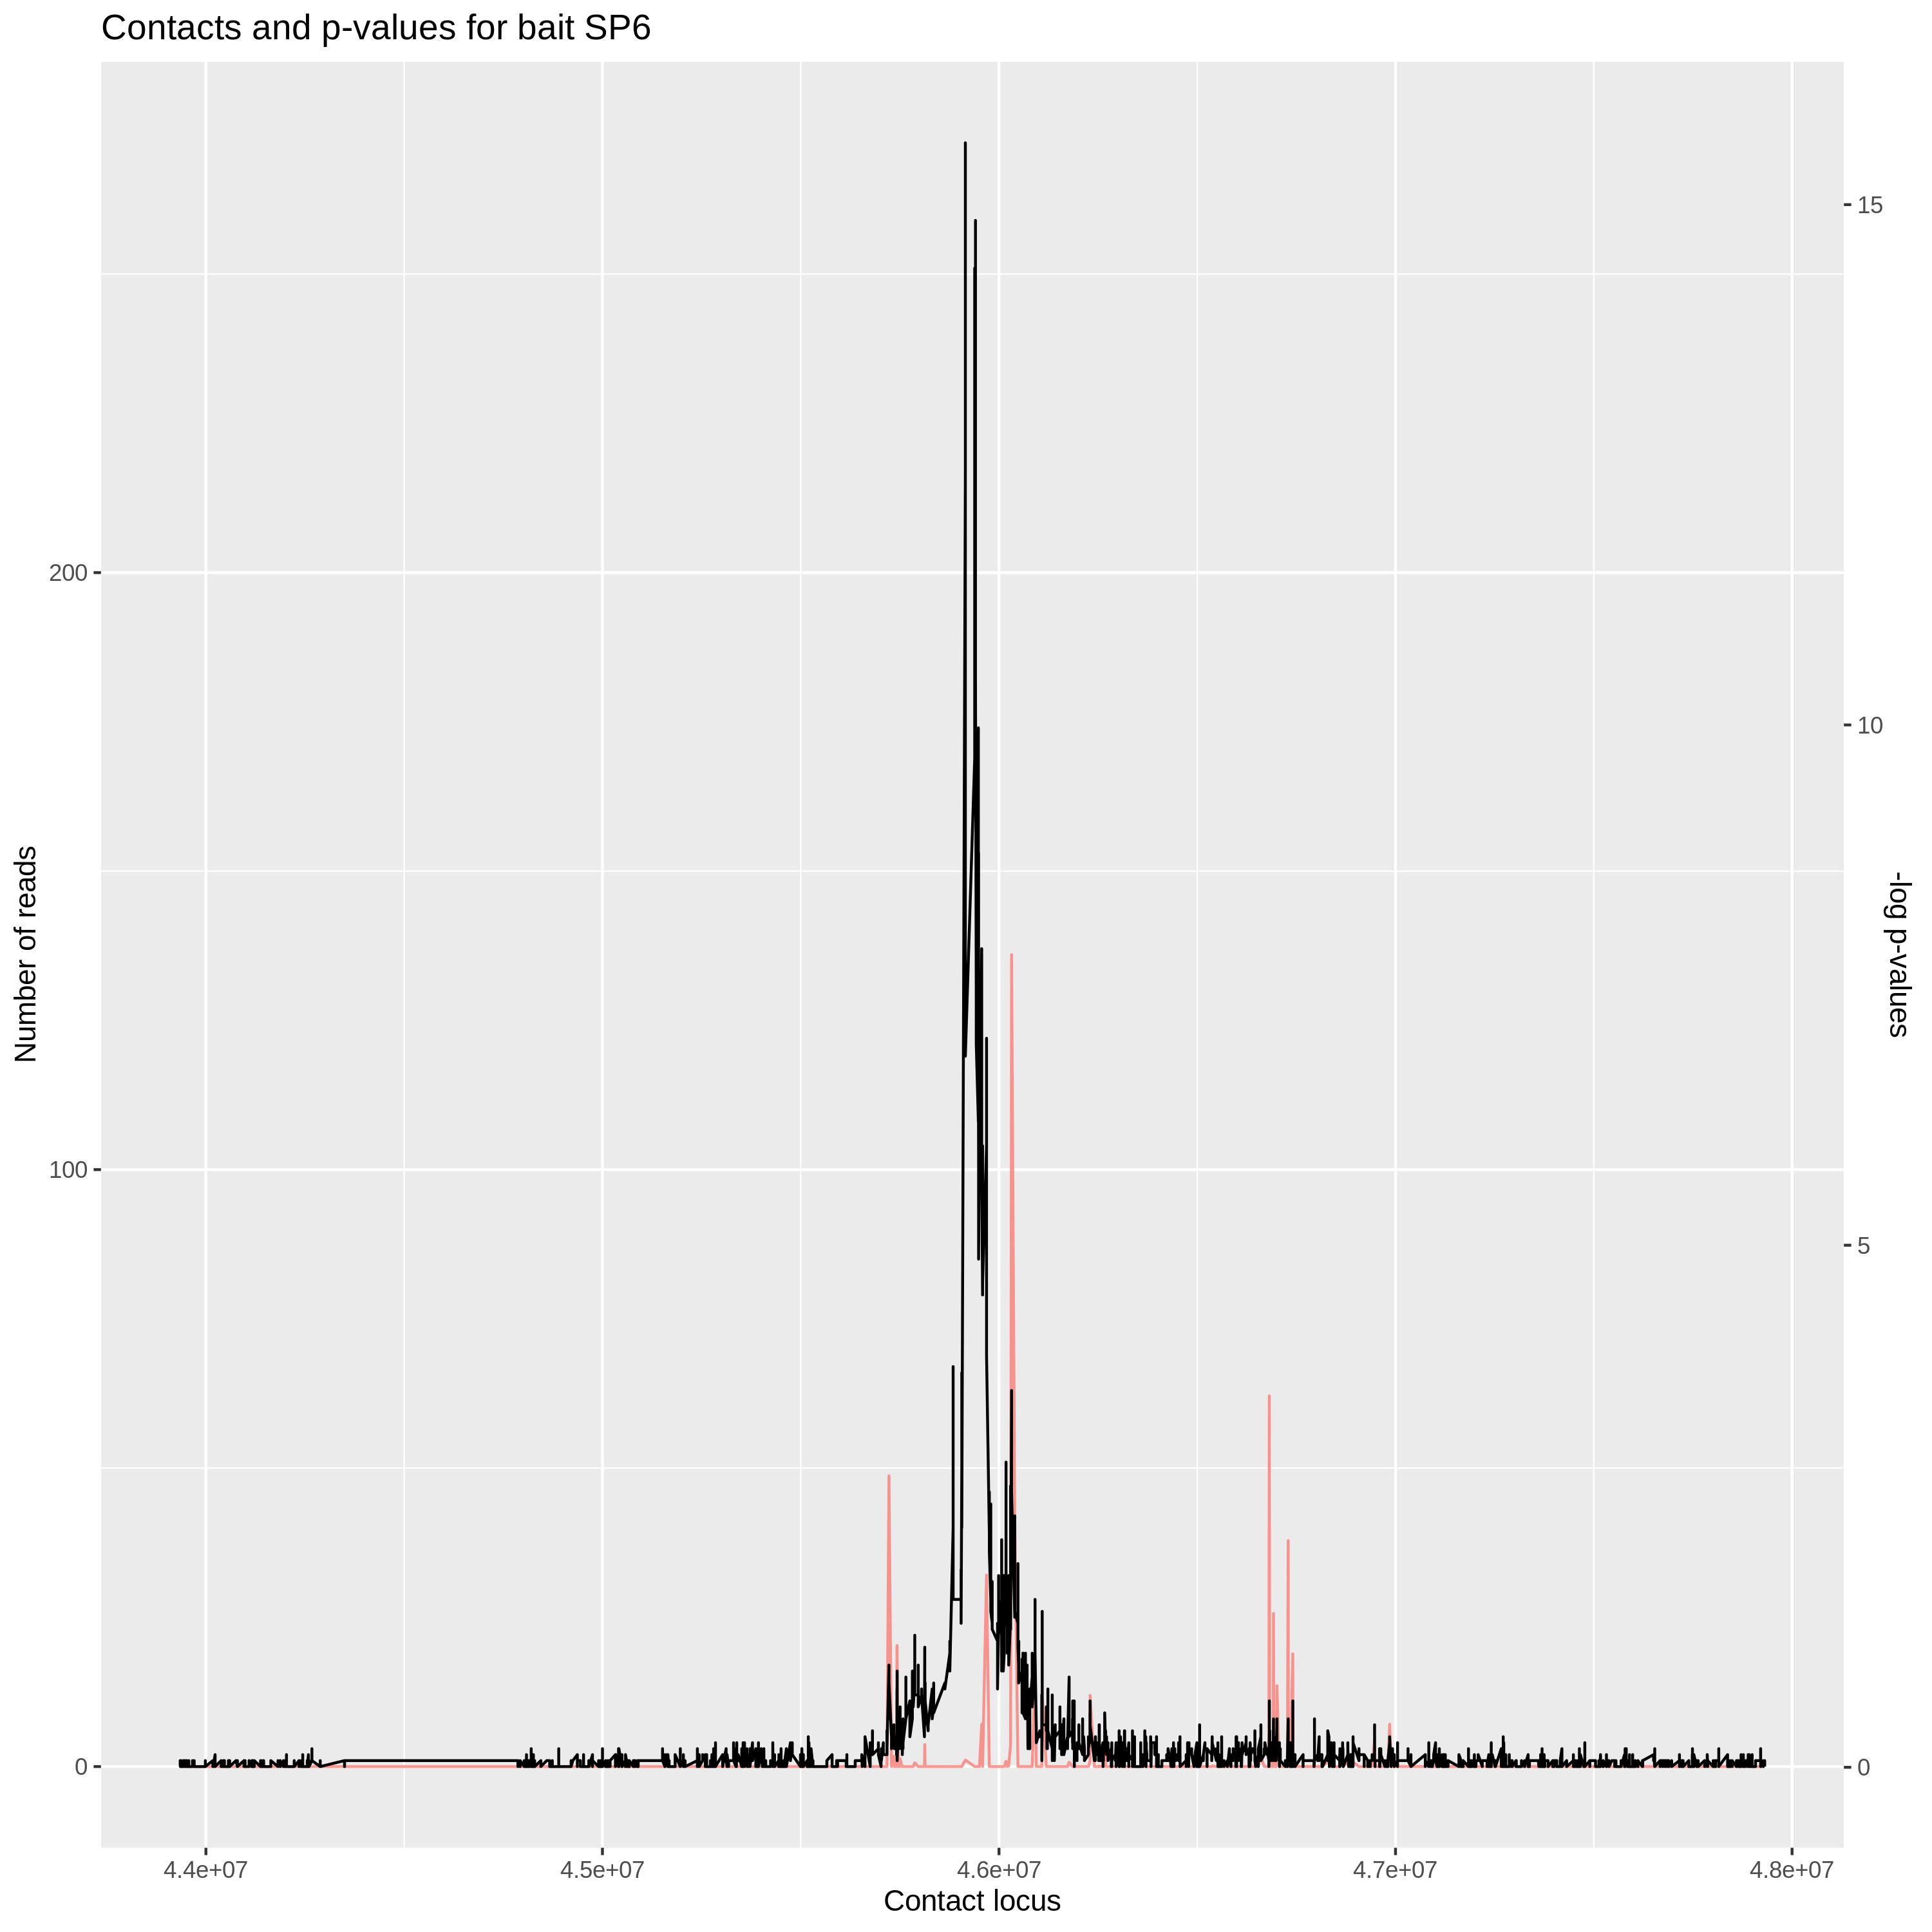 Contacts and p-values for bait SP6
15
200
10
Number of reads
-log p-values
100
5
0
0
4.4e+07
4.5e+07
4.6e+07
4.7e+07
4.8e+07
Contact locus